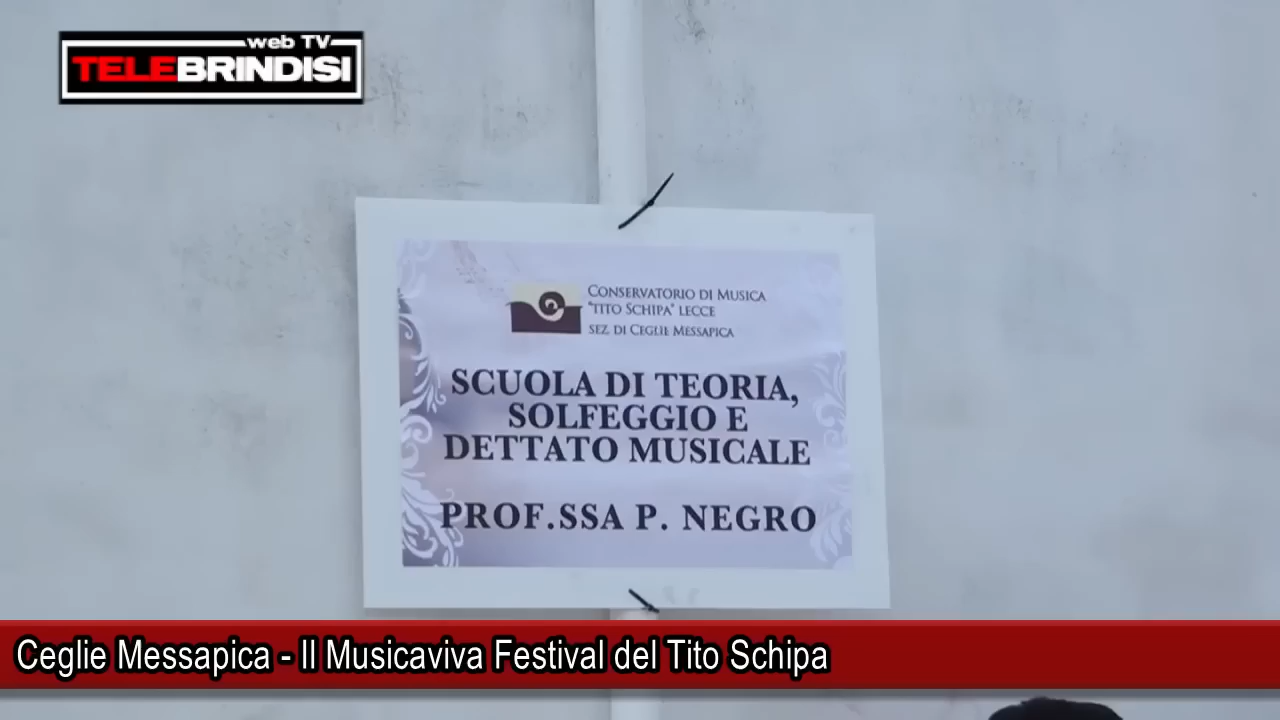 web TV
TELEBRINDISI
CONSERVATORIO DI MUSICA
"TITO SCHIPA" LECCE
SEZ. DI CEGLIE MESSAPICA
SCUOLA DI TEORIA,
SOLFEGGIO E
DETTATO MUSICALE
PROF.SSA P. NEGRO
Ceglie Messapica - Il Musicaviva Festival del Tito Schipa